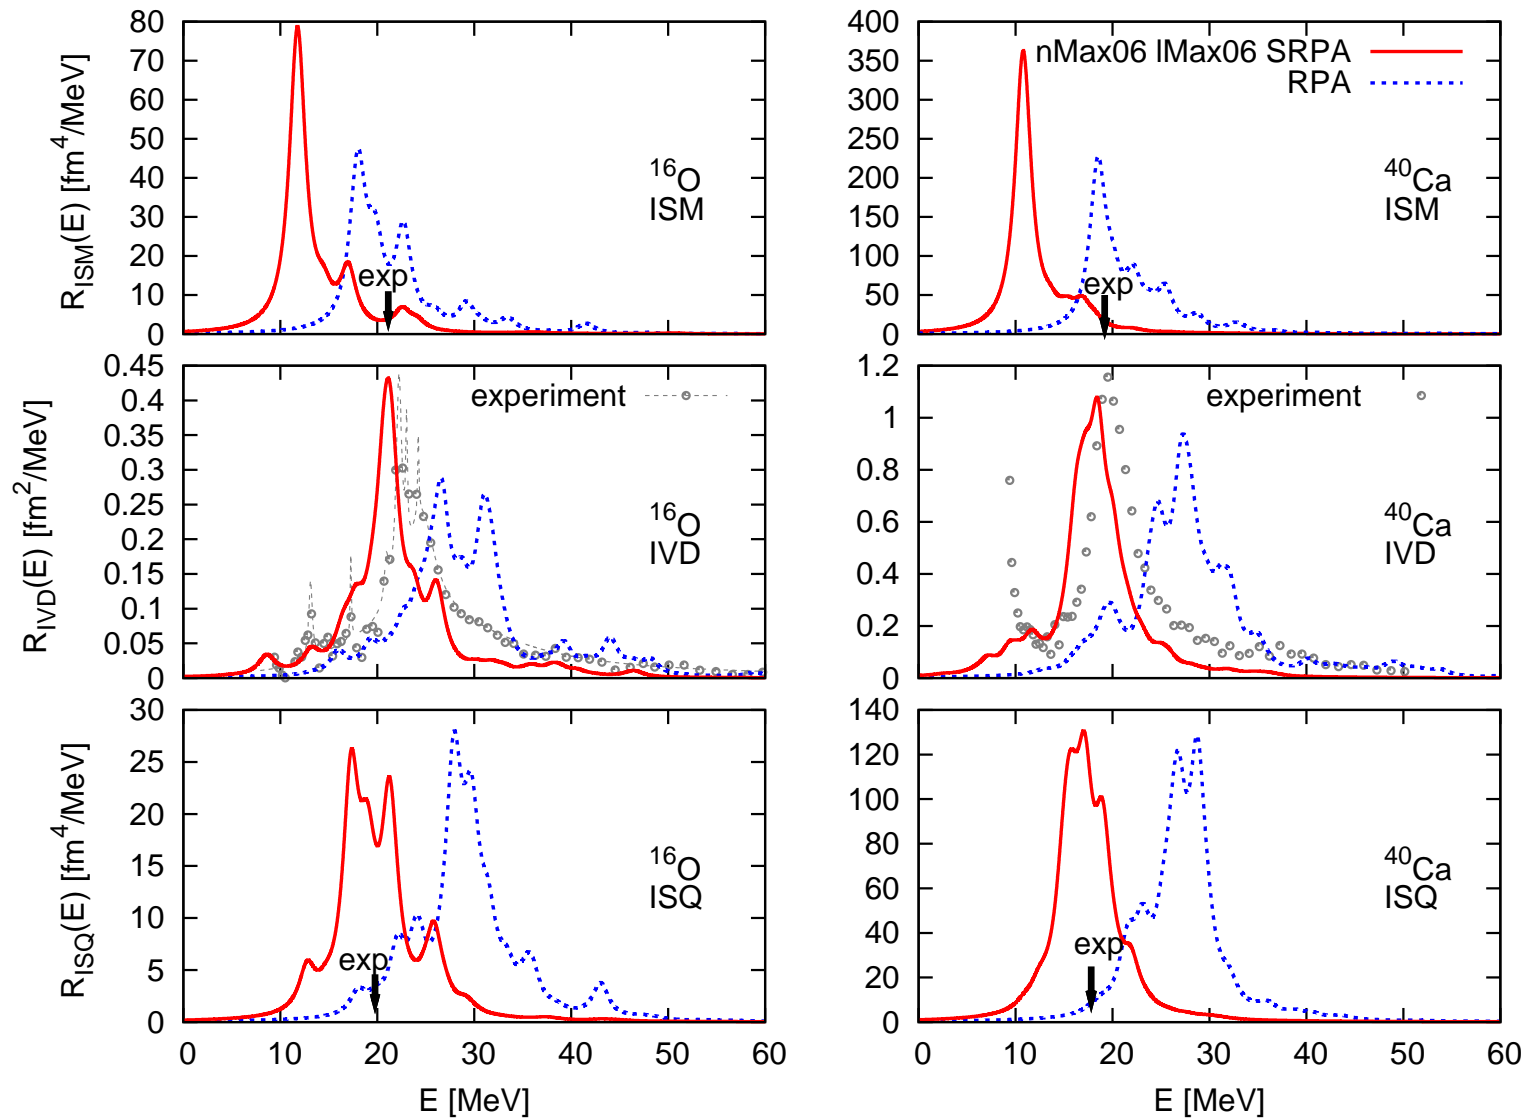 R_ISM(E) [fm^4/MeV]
80
70
60
50
40
30
20
10
0
^16O
ISM
exp
400
350
300
250
200
150
100
50
0
nMax06 lMax06 SRPA
RPA
^40Ca
ISM
exp
R_IVD(E) [fm^2/MeV]
0.45
0.4
0.35
0.3
0.25
0.2
0.15
0.1
0.05
0
experiment
^16O
IVD
1.2
1
0.8
0.6
0.4
0.2
0
experiment
^40Ca
IVD
R_ISQ(E) [fm^4/MeV]
30
25
20
15
10
5
0
^16O
ISQ
exp
0 10 20 30 40 50 60
E [MeV]
140
120
100
80
60
40
20
0
^40Ca
ISQ
exp
0 10 20 30 40 50 60
E [MeV]